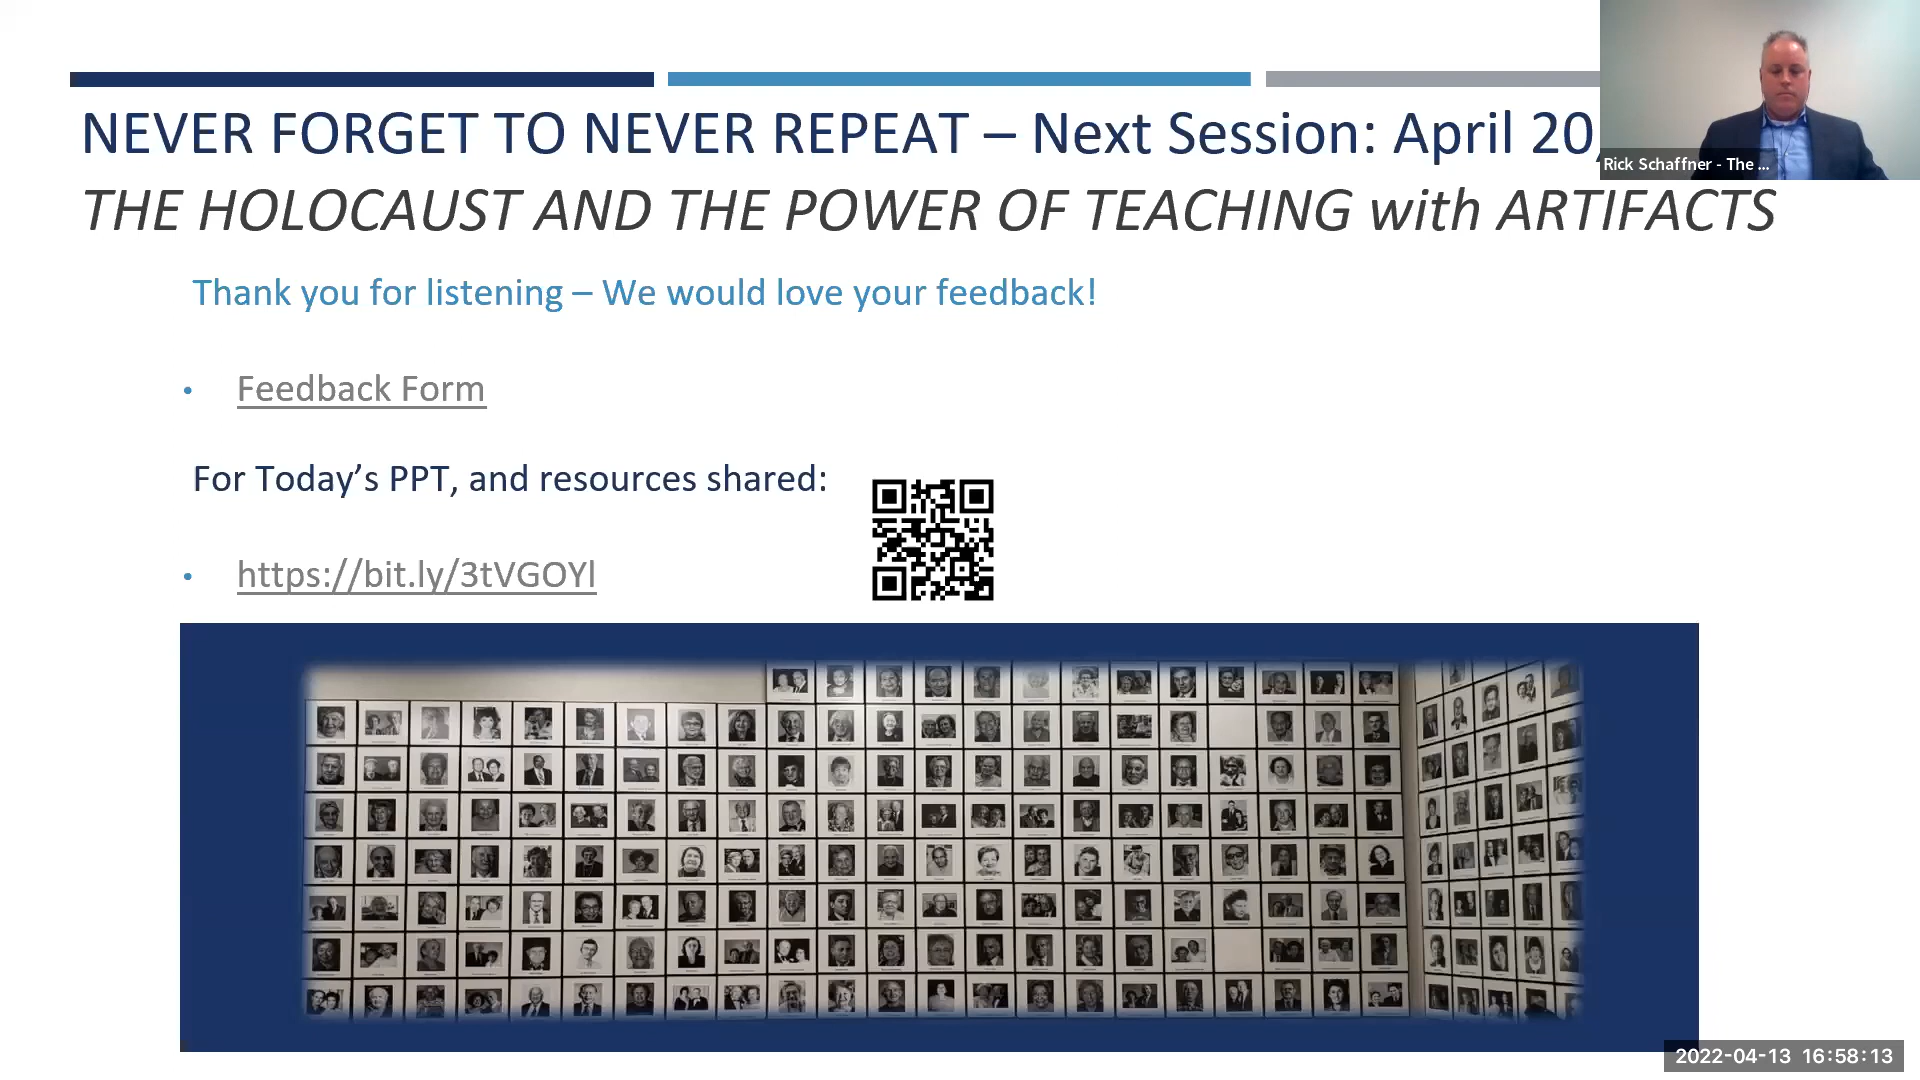 NEVER FORGET TO NEVER REPEAT – Next Session: April 20,
Rick Schaffner - The ...
THE HOLOCAUST AND THE POWER OF TEACHING with ARTIFACTS
Thank you for listening – We would love your feedback!
• Feedback Form
For Today's PPT, and resources shared:
• https://bit.ly/3tVGOYl
2022-04-13 16:58:13